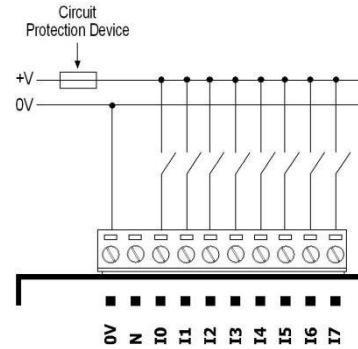 Circuit
Protection Device
+V
0V
0V
N
I0
I1
I2
I3
I4
I5
I6
I7